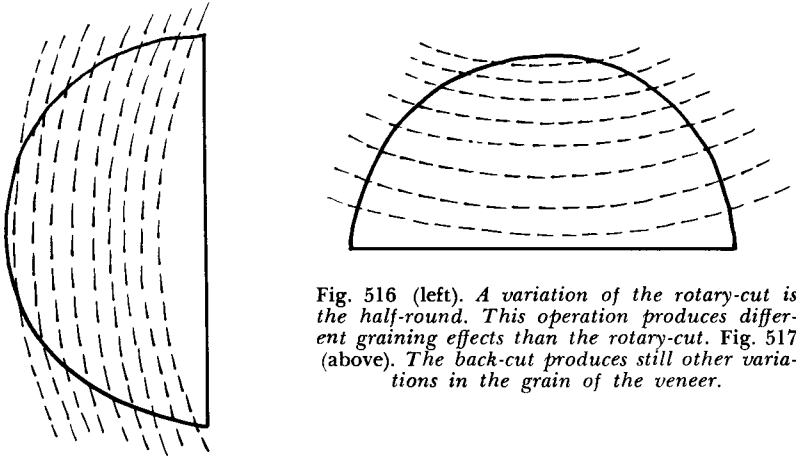 Fig. 516 (left). A variation of the rotary-cut is
the half-round. This operation produces differ-
ent graining effects than the rotary-cut. Fig. 517
(above). The back-cut produces still other varia-
tions in the grain of the veneer.